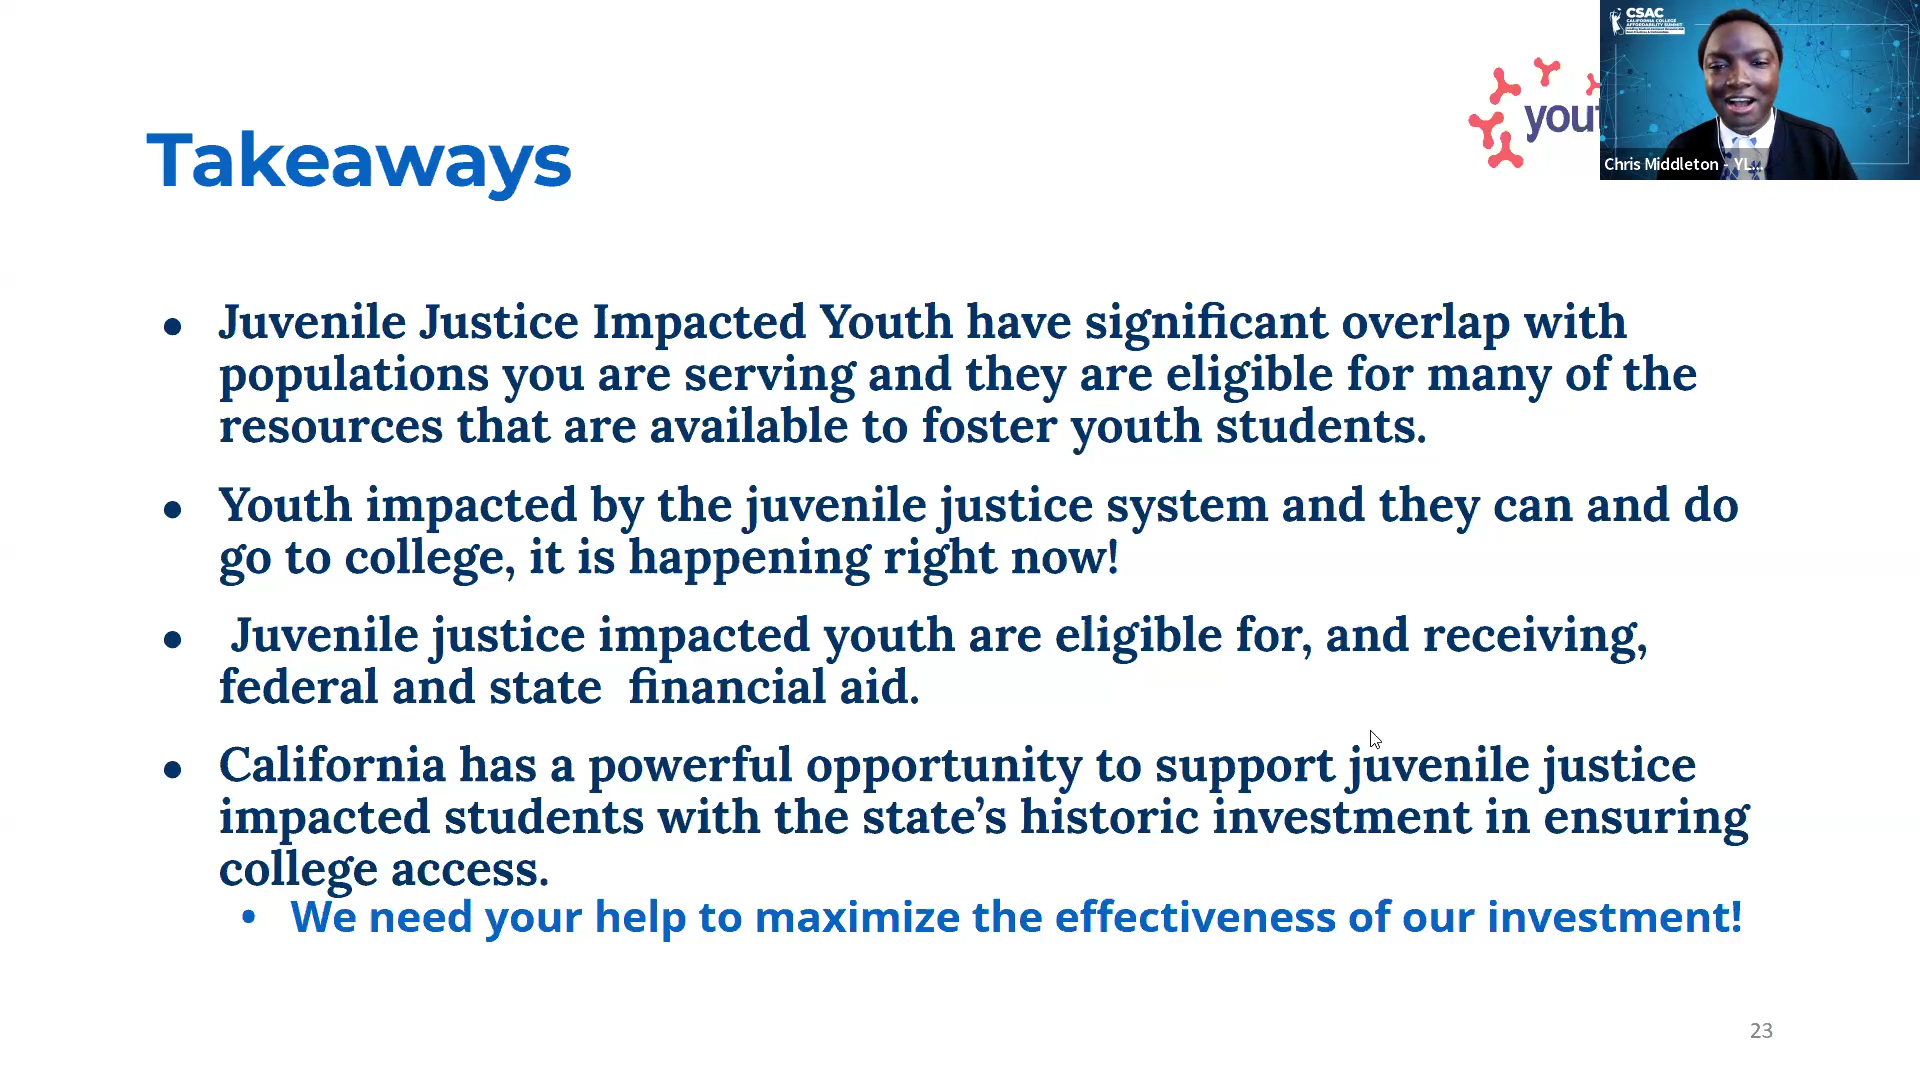 CSAC
CALIFORNIA COLLEGE
AFFORDABILITY SUMMIT
you
Chris Middleton - YL...
Takeaways
• Juvenile Justice Impacted Youth have significant overlap with
populations you are serving and they are eligible for many of the
resources that are available to foster youth students.
• Youth impacted by the juvenile justice system and they can and do
go to college, it is happening right now!
• Juvenile justice impacted youth are eligible for, and receiving,
federal and state financial aid.
• California has a powerful opportunity to support juvenile justice
impacted students with the state’s historic investment in ensuring
college access.
• We need your help to maximize the effectiveness of our investment!
23